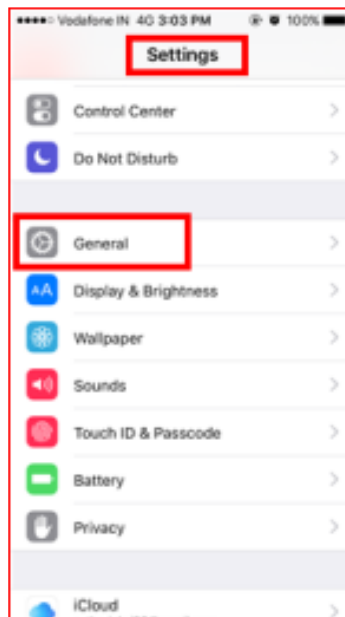 Vodafone IN 4G 3:03 PM 100%
Settings
Control Center
Do Not Disturb
General
AA Display & Brightness
Wallpaper
Sounds
Touch ID & Passcode
Battery
Privacy
iCloud